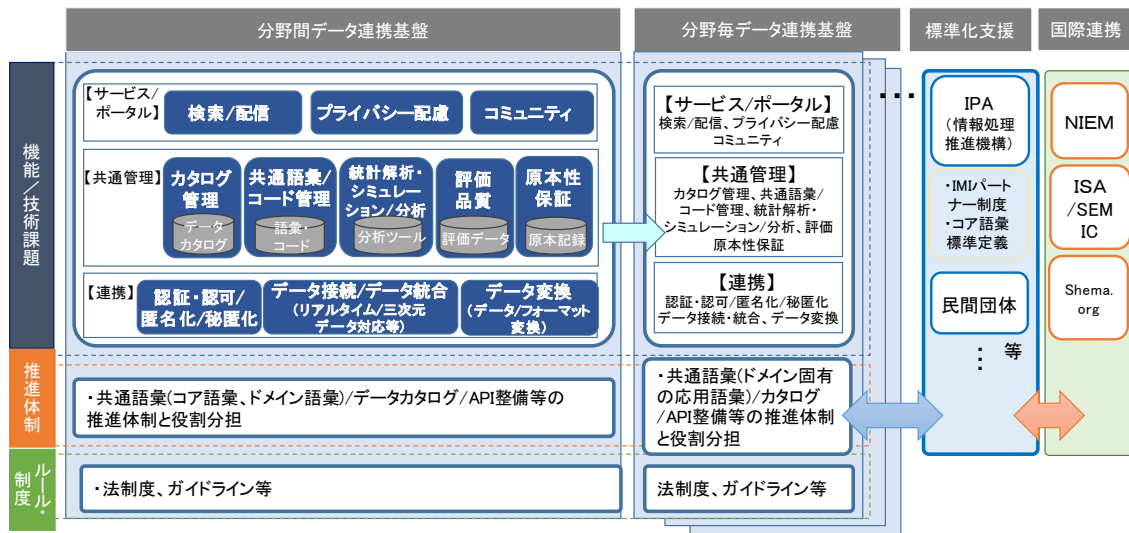 分野間データ連携基盤
分野毎データ連携基盤
標準化支援
国際連携
機能／技術課題
【サービス/
ポータル】
検索/配信
プライバシー配慮
コミュニティ
【共通管理】
カタログ
管理
データ
カタログ
共通語彙/
コード管理
語彙・
コード
統計解析・
シミュレー
ション/分析
分析ツール
評価
品質
評価データ
原本性
保証
原本記録
【連携】
認証・認可/
匿名化/秘匿化
データ接続/データ統合
(リアルタイム/三次元
データ対応等)
データ変換
(データ/フォーマット
変換)
【サービス/ポータル】
検索/配信、プライバシー配慮
コミュニティ
【共通管理】
カタログ管理、共通語彙/
コード管理、統計解析・
シミュレーション/分析、評価
原本性保証
【連携】
認証・認可/匿名化/秘匿化
データ接続・統合、データ変換
・・・
IPA
(情報処理
推進機構)
・IMIパート
ナー制度
・コア語彙
標準定義
民間団体
・・・ 等
NIEM
ISA
/SEM
IC
Shema.
org
推進体制
・共通語彙(コア語彙、ドメイン語彙)/データカタログ/API整備等の
推進体制と役割分担
・共通語彙(ドメイン固有
の応用語彙)/カタログ
/API整備等の推進体制
と役割分担
ルール・
制度
・法制度、ガイドライン等
法制度、ガイドライン等